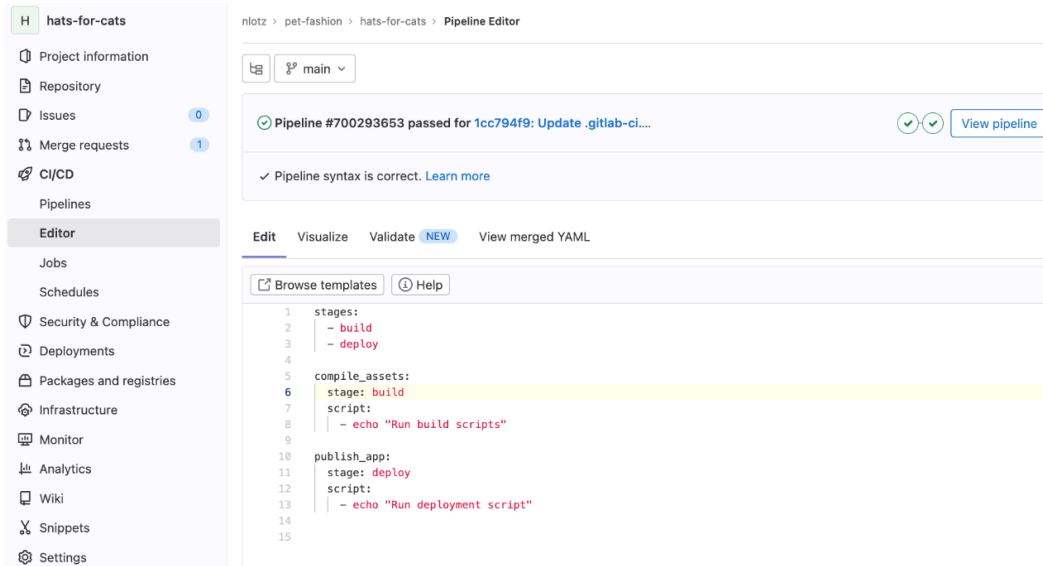 H hats-for-cats
Project information
Repository
Issues 0
Merge requests 1
CI/CD
Pipelines
Editor
Jobs
Schedules
Security & Compliance
Deployments
Packages and registries
Infrastructure
Monitor
Analytics
Wiki
Snippets
Settings
nlotz > pet-fashion > hats-for-cats > Pipeline Editor
main
Pipeline #700293653 passed for 1cc794f9: Update .gitlab-ci....
View pipeline
Pipeline syntax is correct. Learn more
Edit Visualize Validate NEW View merged YAML
Browse templates Help
1 stages:
2 - build
3 - deploy
4
5 compile_assets:
6 stage: build
7 script:
8 - echo "Run build scripts"
9
10 publish_app:
11 stage: deploy
12 script:
13 - echo "Run deployment script"
14
15